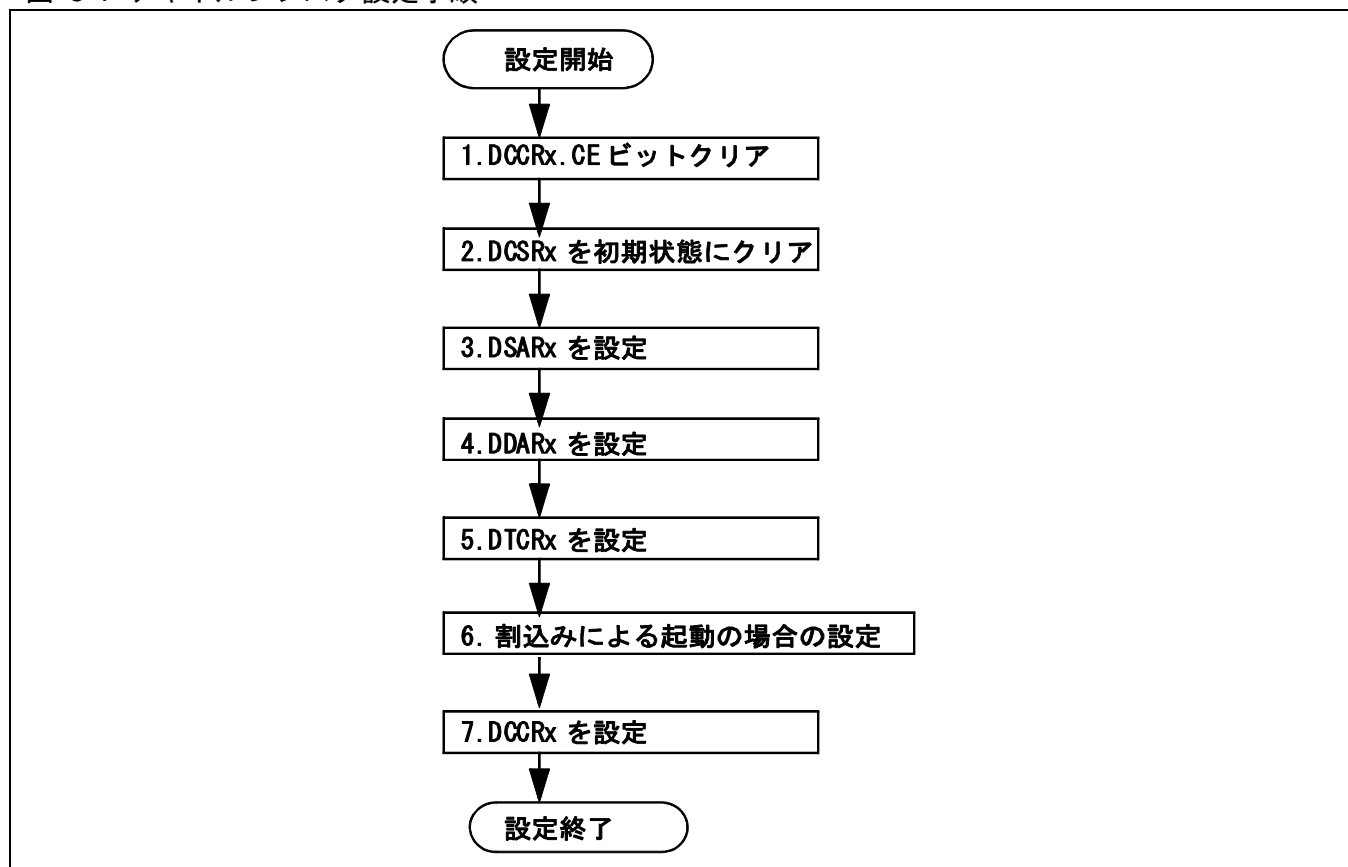 設定開始
1.DCCRx.CEビットクリア
2.DCSRx を初期状態にクリア
3.DSARx を設定
4.DDARx を設定
5.DTCRx を設定
6. 割込みによる起動の場合の設定
7.DCCRx を設定
設定終了